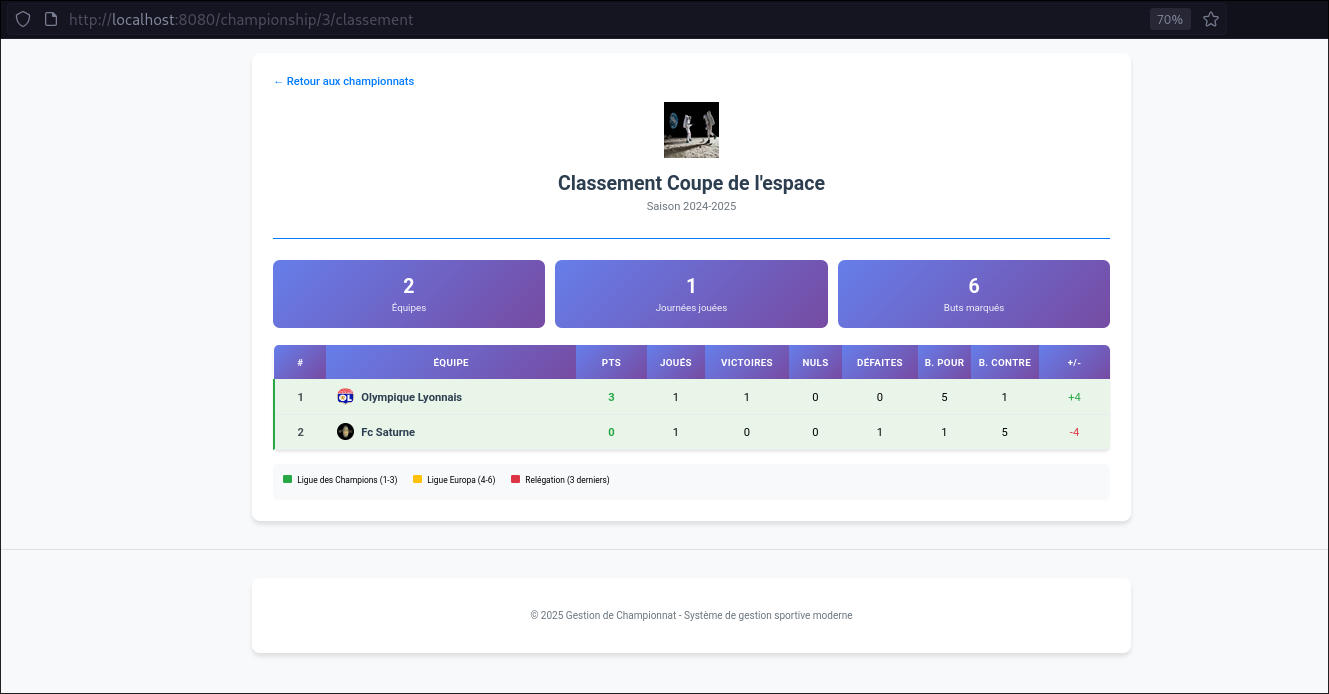 http://localhost:8080/championship/3/classement 70%
← Retour aux championnats
Classement Coupe de l'espace
Saison 2024-2025
2 1 6
Équipes Journées jouées Buts marqués
# ÉQUIPE PTS JOUÉS VICTOIRES NULS DÉFAITES B. POUR B. CONTRE +/-
1 OL Olympique Lyonnais 3 1 1 0 0 5 1 +4
2 Fc Saturne 0 1 0 0 1 1 5 -4
Ligue des Champions (1-3) Ligue Europa (4-6) Relégation (3 derniers)
© 2025 Gestion de Championnat - Système de gestion sportive moderne